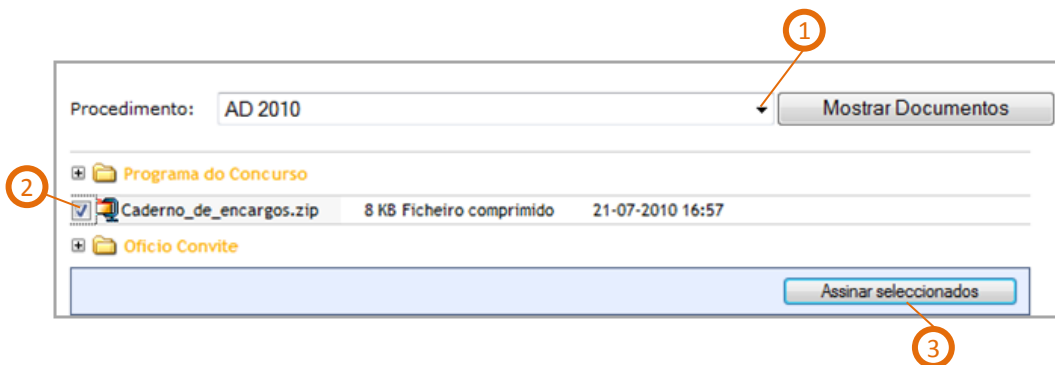 1
Procedimento: AD 2010 Mostrar Documentos
Programa do Concurso
2
Caderno_de_encargos.zip 8 KB Ficheiro comprimido 21-07-2010 16:57
Oficio Convite
Assinar seleccionados
3